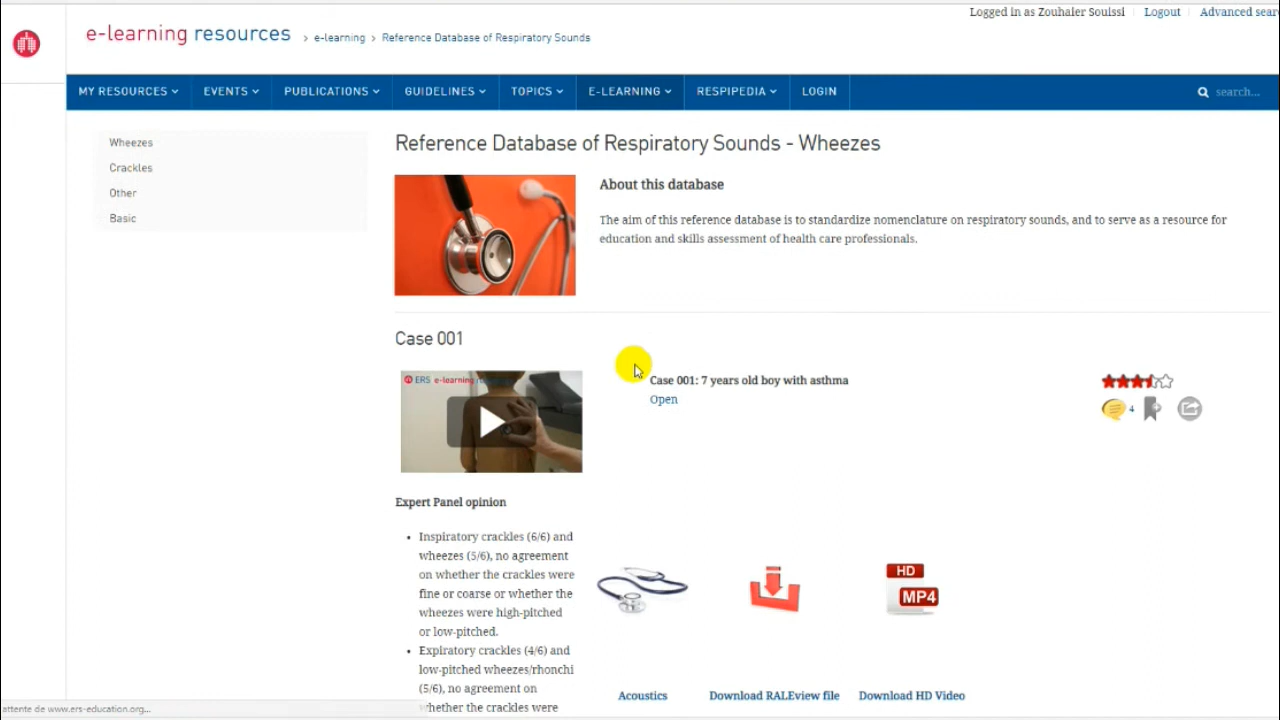 Logged in as Zouhaier Souissi Logout Advanced sear
e-learning resources > e-learning > Reference Database of Respiratory Sounds
MY RESOURCES EVENTS PUBLICATIONS GUIDELINES TOPICS E-LEARNING RESPIPEDIA LOGIN search...
Wheezes
Crackles
Other
Basic
Reference Database of Respiratory Sounds - Wheezes
About this database
The aim of this reference database is to standardize nomenclature on respiratory sounds, and to serve as a resource for
education and skills assessment of health care professionals.
Case 001
ERS e-learning
Case 001: 7 years old boy with asthma
Open
4
Expert Panel opinion
• Inspiratory crackles (6/6) and
wheezes (5/6), no agreement
on whether the crackles were
fine or coarse or whether the
wheezes were high-pitched
or low-pitched.
• Expiratory crackles (4/6) and
low-pitched wheezes/rhonchi
(5/6), no agreement on
whether the crackles were
HD
MP4
Acoustics Download RALEview file Download HD Video
attente de www.ers-education.org...